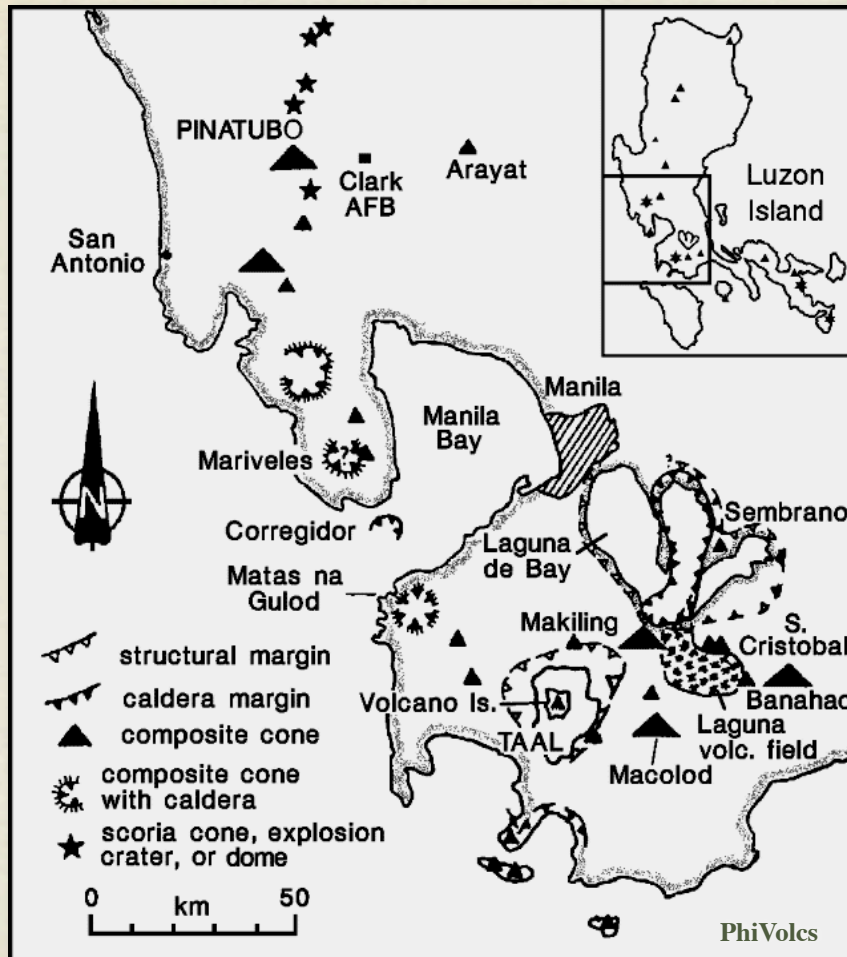 PINATUBO
Clark
AFB
Arayat
Luzon
Island
San
Antonio
Manila
Manila
Bay
Mariveles
Corregidor
Sembrano
Laguna
de Bay
Matas na
Gulod
Makiling
S.
Cristobal
Volcano Is.
Banahao
TAAL
Laguna
volc. field
Macolod
N
?
structural margin
caldera margin
composite cone
composite cone
with caldera
scoria cone, explosion
crater, or dome
0 50
km
PhiVolcs